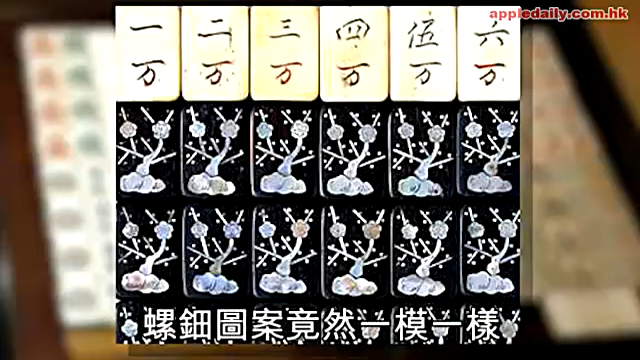 appledaily.com.hk
一 二 三 四 伍 六
万 万 万 万 万 万
螺鈿圖案竟然一模一樣